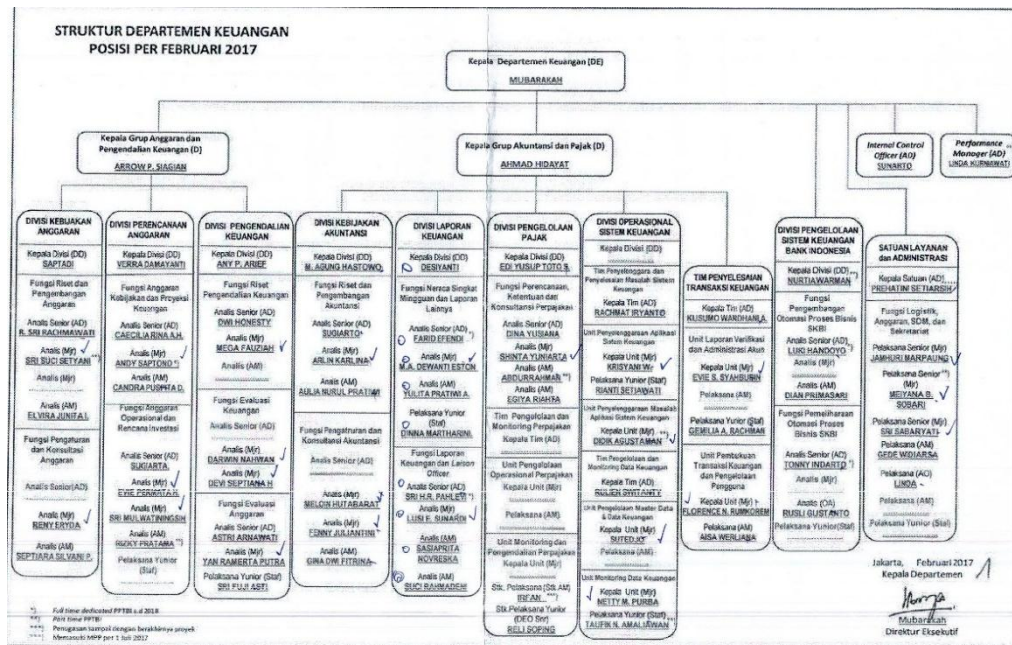 STRUKTUR DEPARTEMEN KEUANGAN
POSISI PER FEBRUARI 2017
Kepala Departemen Keuangan (DE)
MUBARAKAH
Kepala Grup Anggaran dan
Pengendalian Keuangan (D)
ARROW P. SIAGIAN
Kepala Grup Akuntansi dan Pajak (D)
AHMAD HIDAYAT
Internal Control
Officer (AD)
SUNARTO
Performance
Manager (AD)
LINDA KURNIAWATI
DIVISI KEBIJAKAN
ANGGARAN
Kepala Divisi (DD)
SAPTADI
Fungsi Riset dan
Pengembangan
Anggaran
Analis Senior (AD)
R. SRI RACHMAWATI
Analis (Mjr)
SRI SUCI SETYANI **)
Analis (Mjr)
Analis (AM)
ELVIRA JUNITA I.
Fungsi Pengaturan
dan Konsultasi
Anggaran
Analis Senior(AD)
Analis (Mjr)
RENY ERYDA
Analis (AM)
SEPTIARA SILVANI P.
DIVISI PERENCANAAN
ANGGARAN
Kepala Divisi (DD)
VERRA DAMAYANTI
Fungsi Anggaran
Kebijakan dan Proyeksi
Keuangan
Analis Senior (AD)
CAECILIA RINA A.H.
Analis (Mjr)
ANDY SAPTONO *)
Analis (AM)
CANDRA PUSPITA D.
Fungsi Anggaran
Operasional dan
Rencana Investasi
Analis Senior (AD)
SUGIARTA
Analis (Mjr)
EVIE PERMATA R.
Analis (Mjr)
SRI MULWATININGSIH
Analis (AM)
RIZKY PRATAMA **)
Pelaksana Yunior
(Staf)
DIVISI PENGENDALIAN
KEUANGAN
Kepala Divisi (DD)
ANY P. ARIEF
Fungsi Riset
Pengendalian Keuangan
Analis Senior (AD)
DWI HONESTY
Analis (Mjr)
MEGA FAUZIAH
Analis (AM)
Fungsi Evaluasi
Keuangan
Analis Senior (AD)
Analis (Mjr)
DARWIN NAHWAN
Analis (Mjr)
DEVI SEPTIANA H
Fungsi Evaluasi
Anggaran
Analis Senior (AD)
ASTRI ARNAWATI
Analis (Mjr)
YAN RAMERTA PUTRA
Pelaksana Yunior (Staf)
SRI FUJI ASTI
DIVISI KEBIJAKAN
AKUNTANSI
Kepala Divisi (DD)
M. AGUNG HASTOWO
Fungsi Riset dan
Pengembangan
Akuntansi
Analis Senior (AD)
SUGIARTO
Analis (Mjr)
ARLIN KARLINA
Analis (AM)
AULIA NURUL PRATIWI
Fungsi Pengaturan dan
Konsultansi Akuntansi
Analis Senior (AD)
Analis (Mjr)
MELDIN HUTABARAT
Analis (Mjr)
FENNY JULIANTINI
Analis (AM)
GINA DWI FITRINA
DIVISI LAPORAN
KEUANGAN
Kepala Divisi (DD)
DESIYANTI
Fungsi Neraca Singkat
Mingguan dan Laporan
Lainnya
Analis Senior (AD)
FARID EFENDI **)
Analis (Mjr)
M.A. DEWANTI ESTON
Analis (AM)
YULITA PRATIWI A.
Pelaksana Yunior
(Staf)
DINNA MARTHARINI
Fungsi Laporan
Keuangan dan Liaison
Officer
Analis Senior (AD)
SRI H.R. PAHLEVI *)
Analis (Mjr)
LUSI E. SUNARDI
Analis (AM)
SASIAPRITA
NOVRESKA
Analis (AM)
SUCI RAHMADEHI
DIVISI PENGELOLAAN
PAJAK
Kepala Divisi (DD)
EDI YUSUP TOTO S.
Fungsi Perencanaan,
Ketentuan dan
Konsultansi Perpajakan
Analis Senior (AD)
DINA YUSIANA
Analis (Mjr)
SHINTA YUNIARTA
Analis (AM)
ABDURRAHMAN **)
Analis (AM)
EGIYA RIAHSA
Tim Pengelolaan dan
Monitoring Perpajakan
Kepala Tim (AD)
Unit Pengelolaan
Operasional Perpajakan
Kepala Unit (Mjr)
Pelaksana (AM)
Unit Monitoring dan
Pengendalian Perpajakan
Kepala Unit (Mjr)
Stk. Pelaksana (Stk. AM)
IRFAN ***)
Stk.Pelaksana Yunior
(DEO Snr)
RELI SOPING
DIVISI OPERASIONAL
SISTEM KEUANGAN
Kepala Divisi (DD)
Tim Penyelenggara dan
Penyelesaian Masalah Sistem
Keuangan
Kepala Tim (AD)
RACHMAT IRYANTO
Unit Penyelenggaraan Aplikasi
Sistem Keuangan
Kepala Unit (Mjr)
KRISYANI W.
Pelaksana Yunior (Staf)
RIANTI SETIAWATI
Unit Penyelenggaraan Masalah
Aplikasi Sistem Keuangan
Kepala Unit (Mjr)
DIDIK AGUSTAMAN
Pelaksana (AM)
Tim Pengelolaan dan
Monitoring Data Keuangan
Kepala Tim (AD)
Unit Pengelolaan Master Data
& Data Keuangan
Kepala Unit (Mjr)
SUTEDJO
Pelaksana (AM)
Unit Monitoring Data Keuangan
Kepala Unit (Mjr)
NETTY M. PURBA
Pelaksana Yunior (Staf)
TAUFIK N. AMALIAWAN
TIM PENYELESAIAN
TRANSAKSI KEUANGAN
Kepala Tim (AD)
KUSUMO WARDHANI A
Unit Laporan Verifikasi
dan Administrasi Akun
Kepala Unit (Mjr)
EVIE S. SYAHBURIN
Pelaksana (AM)
Pelaksana Yunior (Staf)
GEMILIA A. RACHMAN
Unit Pembukuan
Transaksi Keuangan
dan Pengelolaan
Pengguna
Kepala Unit (Mjr)
FLORENCE N. RUMKOREM
Pelaksana (AM)
AISA WERLIANA
DIVISI PENGELOLAAN
SISTEM KEUANGAN
BANK INDONESIA
Kepala Divisi (DD)
NURTJAWARMAN
Fungsi
Pengembangan
Otomasi Proses Bisnis
SKBI
Analis Senior (AD)
LUKI HANDOYO
Analis (Mjr)
Analis (AM)
DIAN PRIMASARI
Fungsi Pemeliharaan
Otomasi Proses
Bisnis SKBI
Analis Senior (AD)
TONNY INDARTO *)
Analis (Mjr)
Analis (OA)
RUSLI GUSTANTO
Pelaksana Yunior(Staf)
SATUAN LAYANAN
dan ADMINISTRASI
Kepala Satuan (AD)
PREHATINI SETIARSIH
Fungsi Logistik,
Anggaran, SDM, dan
Sekretariat
Pelaksana Senior (Mjr)
JAMHURI MARPAUNG
Pelaksana Senior **)
(Mjr)
MEIYANA B.
SOBARI
Pelaksana Senior (Mjr)
SRI SABARYATI
Pelaksana (AM)
GEDE WIDIARSA
Pelaksana (AO)
LINDA
Pelaksana (AM)
Pelaksana Yunior (Staf)
*) Full time dedicated PPTBI s.d 2018
**) Part time PPTBI
***) Penugasan sampai dengan berakhirnya proyek
****) Memasuki MPP per 1 Juli 2017
Jakarta, Februari 2017
Kepala Departemen
Mubarakah
Direktur Eksekutif